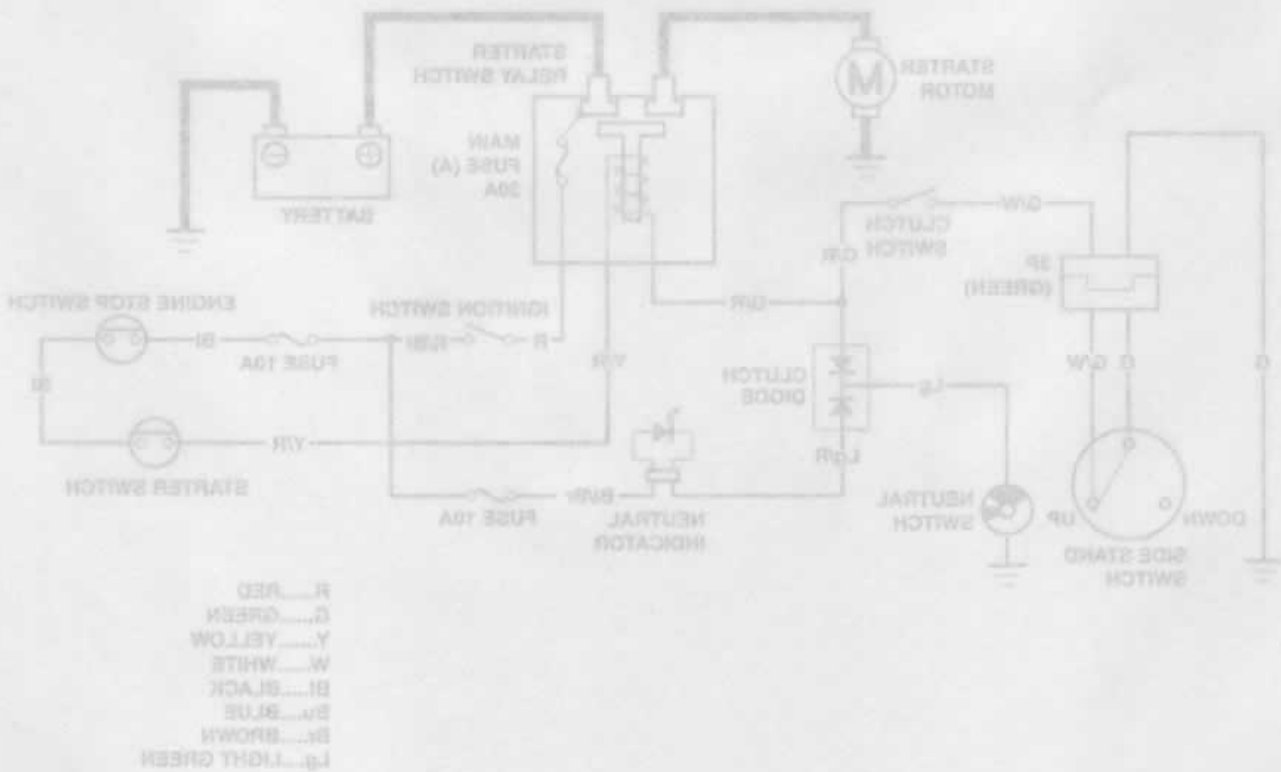 STARTER
RELAY SWITCH
STARTER
MOTOR
MAIN
FUSE (A)
30A
BATTERY
G/W
CLUTCH
SWITCH
G/R
3P
(GREEN)
ENGINE STOP SWITCH
IGNITION SWITCH
Bl
FUSE 10A
R/Bl
R
Y/R
CLUTCH
DIODE
Lg
G/W
G
G
Bl
Y/R
Lg/R
STARTER SWITCH
FUSE 10A
Bl/Br
NEUTRAL
INDICATOR
NEUTRAL
SWITCH
UP
DOWN
SIDE STAND
SWITCH
R.....RED
G.....GREEN
Y.....YELLOW
W.....WHITE
Bl.....BLACK
Bu....BLUE
Br.....BROWN
Lg....LIGHT GREEN